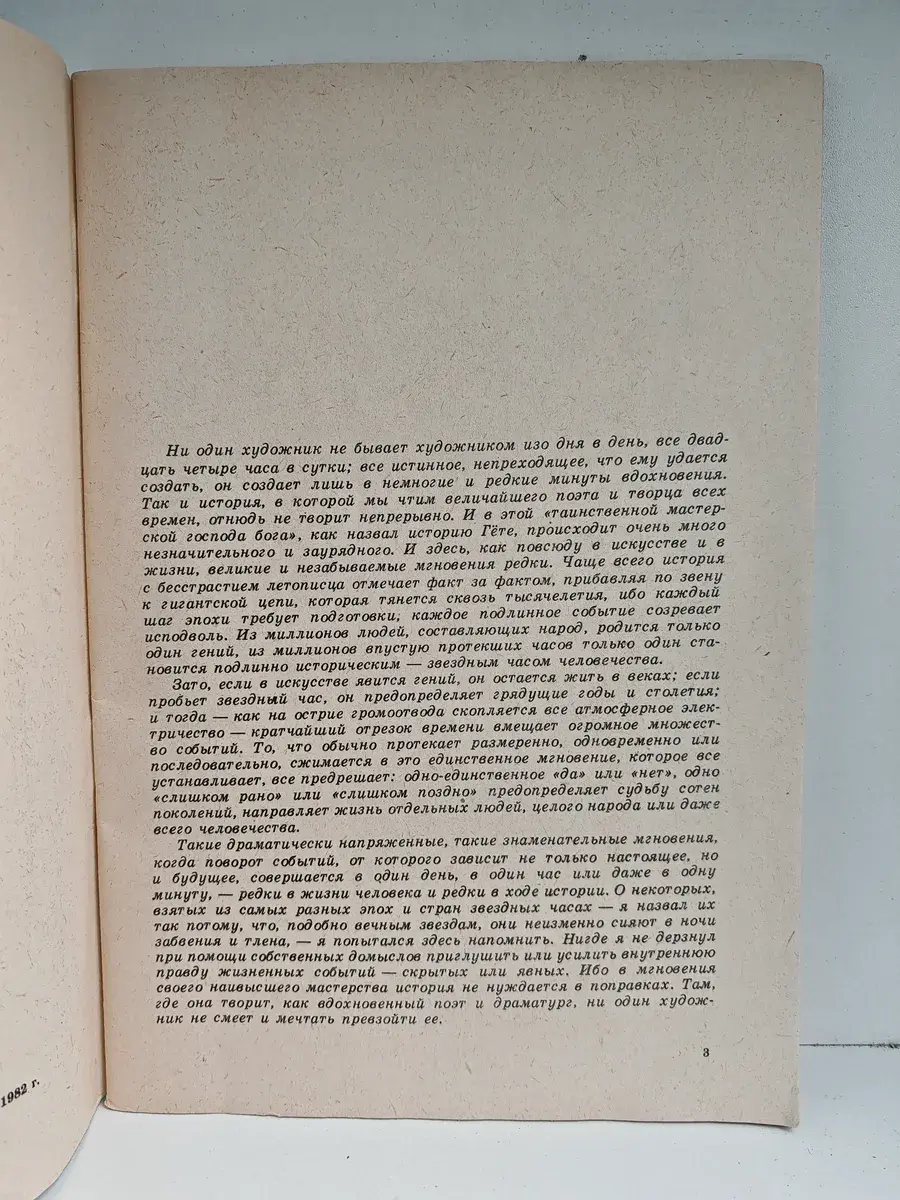 Ни один художник не бывает художником изо дня в день, все двад-
цать четыре часа в сутки; все истинное, непреходящее, что ему удается
создать, он создает лишь в немногие и редкие минуты вдохновения.
Так и история, в которой мы чтим величайшего поэта и творца всех
времен, отнюдь не творит непрерывно. И в этой «таинственной мастер-
ской господа бога», как назвал историю Гёте, происходит очень много
незначительного и заурядного. И здесь, как повсюду в искусстве и в
жизни, великие и незабываемые мгновения редки. Чаще всего история
с бесстрастием летописца отмечает факт за фактом, прибавляя по звену
к гигантской цепи, которая тянется сквозь тысячелетия, ибо каждый
шаг эпохи требует подготовки, каждое подлинное событие созревает
исподволь. Из миллионов людей, составляющих народ, родится только
один гений, из миллионов впустую протекших часов только один ста-
новится подлинно историческим — звездным часом человечества.
Зато, если в искусстве явится гений, он остается жить в веках; если
пробьет звездный час, он предопределяет грядущие годы и столетия;
и тогда — как на острие громоотвода скопляется все атмосферное элек-
тричество — кратчайший отрезок времени вмещает огромное множест-
во событий. То, что обычно протекает размеренно, одновременно или
последовательно, сжимается в это единственное мгновение, которое все
устанавливает, все предрешает: одно-единственное «да» или «нет», одно
«слишком рано» или «слишком поздно» предопределяет судьбу сотен
поколений, направляет жизнь отдельных людей, целого народа или даже
всего человечества.
Такие драматически напряженные, такие знаменательные мгновения,
когда поворот событий, от которого зависит не только настоящее, но
и будущее, совершается в один день, в один час или даже в одну
минуту, — редки в жизни человека и редки в ходе истории. О некоторых,
взятых из самых разных эпох и стран звездных часах — я назвал их
так потому, что, подобно вечным звездам, они неизменно сияют в ночи
забвения и тлена, — я попытался здесь напомнить. Нигде я не дерзнул
при помощи собственных домыслов приглушить или усилить внутреннюю
правду жизненных событий — скрытых или явных. Ибо в мгновения
своего наивысшего мастерства история не нуждается в поправках. Там,
где она творит, как вдохновенный поэт и драматург, ни один худож-
ник не смеет и мечтать превзойти ее.
3
1982 г.